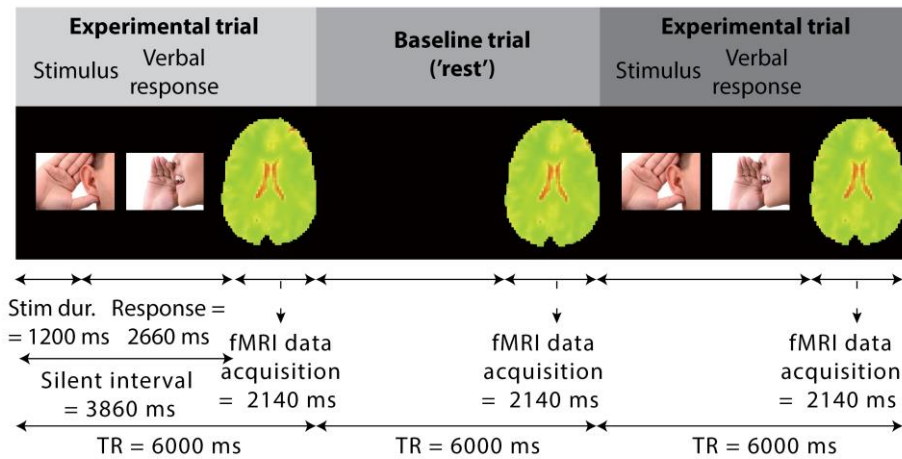 Experimental trial
Stimulus Verbal
response
Baseline trial
('rest')
Experimental trial
Stimulus Verbal
response
Stim dur.
= 1200 ms
Response =
2660 ms
fMRI data
acquisition
= 2140 ms
fMRI data
acquisition
= 2140 ms
fMRI data
acquisition
= 2140 ms
Silent interval
= 3860 ms
TR = 6000 ms
TR = 6000 ms
TR = 6000 ms